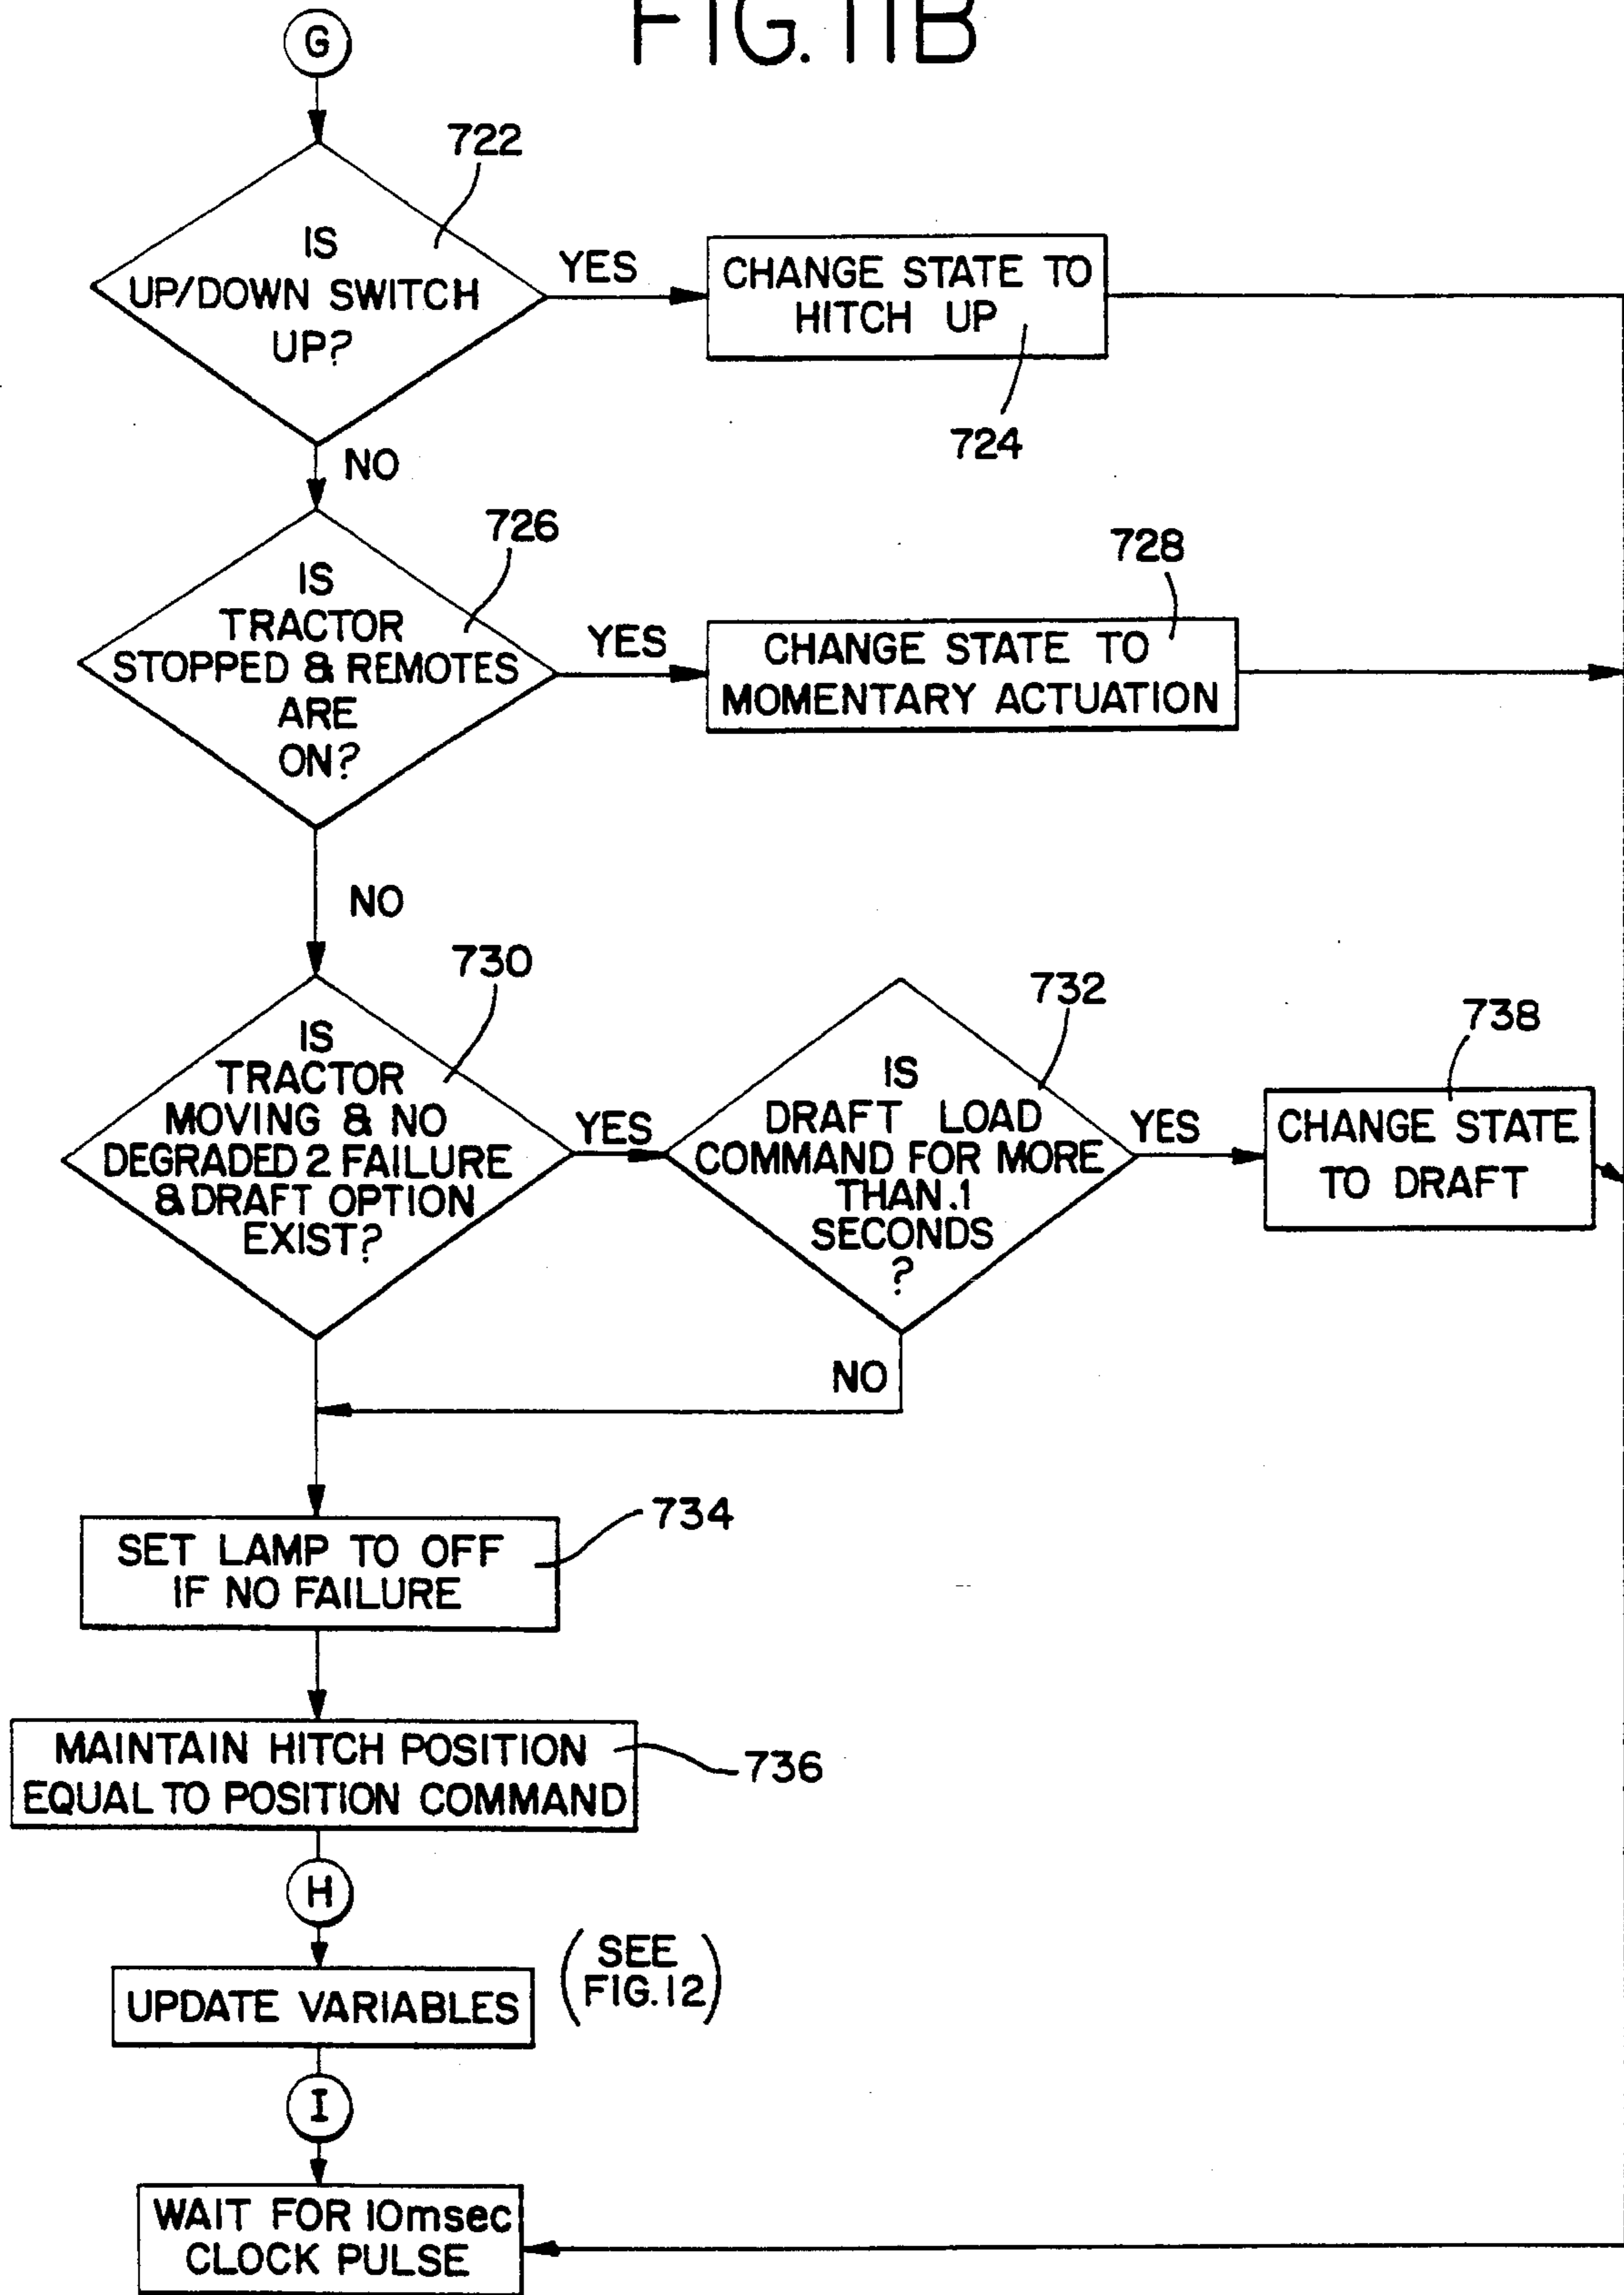 FIG. 11B
G
722
IS
UP/DOWN SWITCH
UP?
YES
CHANGE STATE TO
HITCH UP
724
NO
726
IS
TRACTOR
STOPPED & REMOTES
ARE
ON?
YES
728
CHANGE STATE TO
MOMENTARY ACTUATION
NO
730
IS
TRACTOR
MOVING & NO
DEGRADED 2 FAILURE
& DRAFT OPTION
EXIST?
YES
732
IS
DRAFT LOAD
COMMAND FOR MORE
THAN .1
SECONDS
?
YES
738
CHANGE STATE
TO DRAFT
NO
734
SET LAMP TO OFF
IF NO FAILURE
MAINTAIN HITCH POSITION
EQUAL TO POSITION COMMAND
736
H
UPDATE VARIABLES
(SEE
FIG. 12)
I
WAIT FOR 10msec
CLOCK PULSE